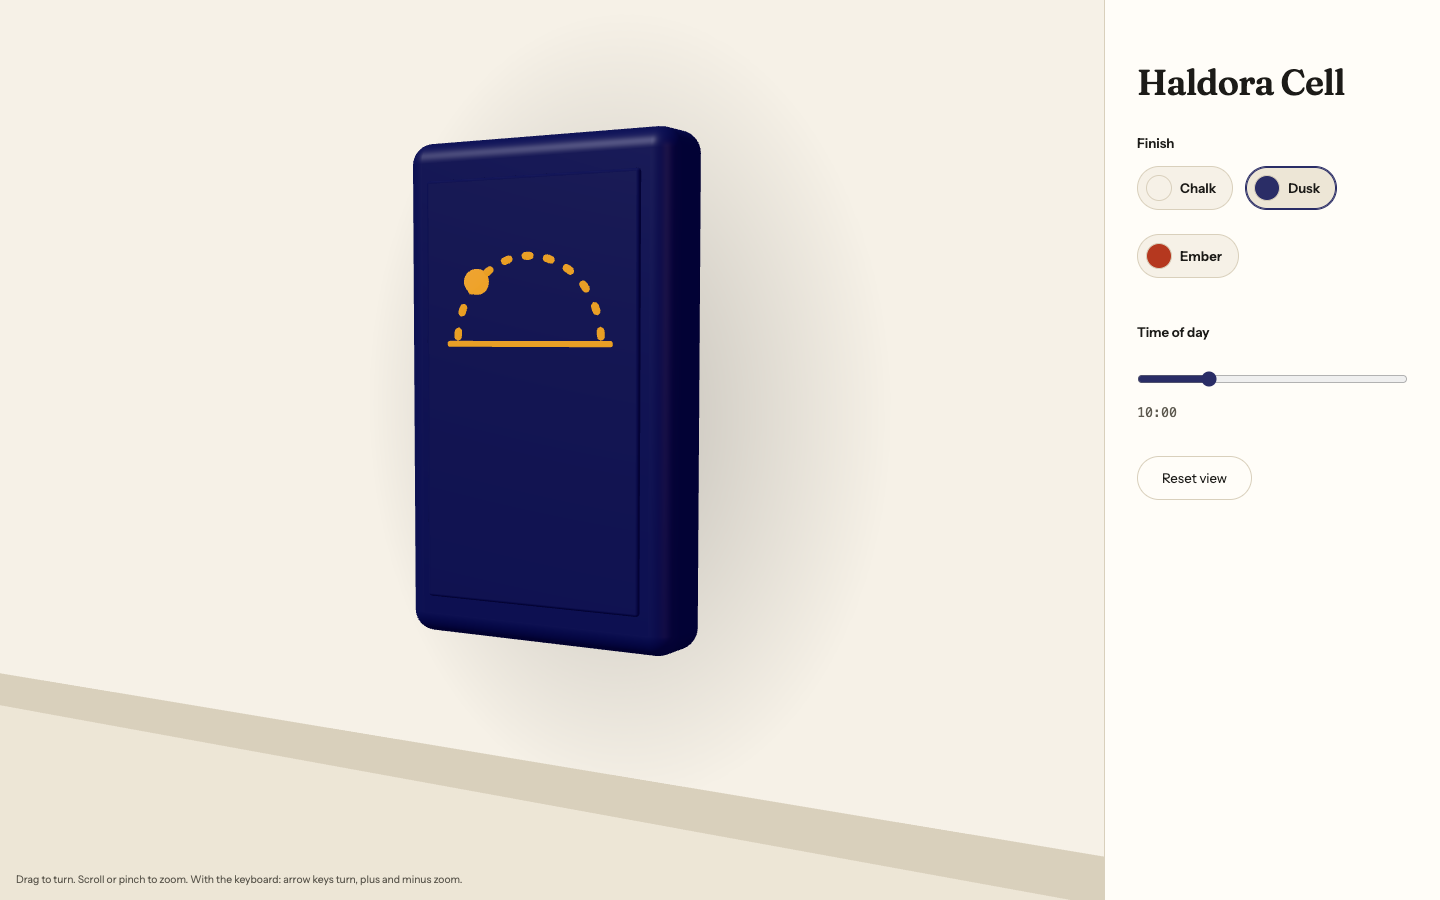 Haldora Cell
Finish
Chalk
Dusk
Ember
Time of day
10:00
Reset view
Drag to turn. Scroll or pinch to zoom. With the keyboard: arrow keys turn, plus and minus zoom.